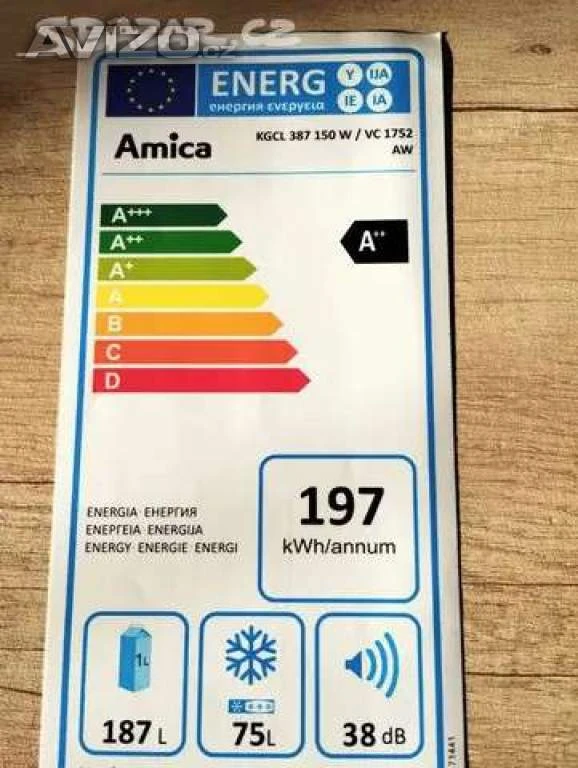 AVIZO.cz
ENERG
Y IJA
енергия ενεργεια
IE IA
Amica
KGCL 387 150 W / VC 1752
AW
A+++
A++
A++
A+
A
B
C
D
197
kWh/annum
ENERGIA · ЕНЕРГИЯ
ΕΝΕΡΓΕΙΑ · ENERGIJA
ENERGY · ENERGIE · ENERGI
1L
187 L
75L
38 dB
71441